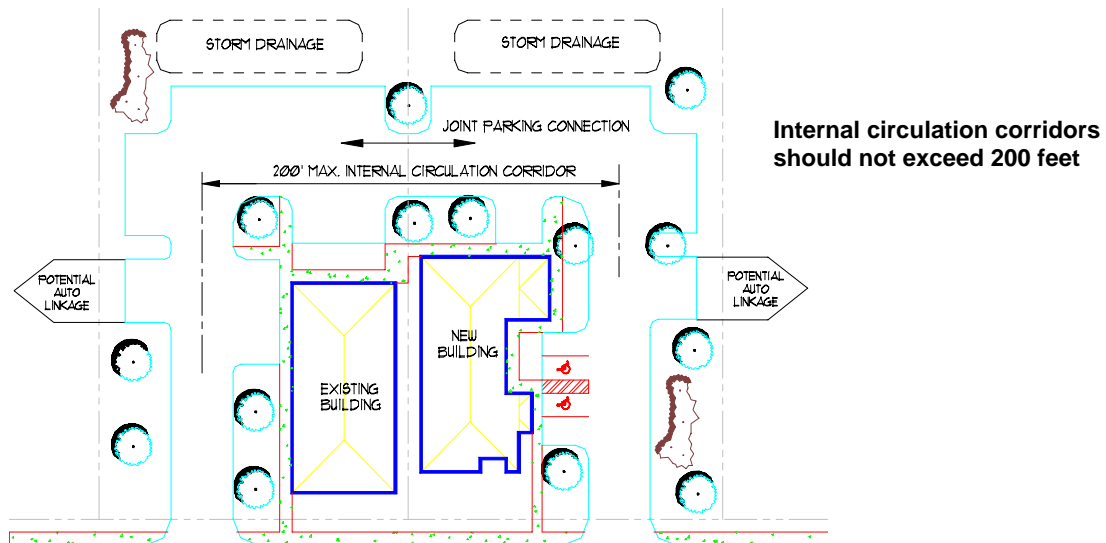 STORM DRAINAGE
STORM DRAINAGE
JOINT PARKING CONNECTION
Internal circulation corridors
should not exceed 200 feet
200' MAX. INTERNAL CIRCULATION CORRIDOR
POTENTIAL
AUTO
LINKAGE
POTENTIAL
AUTO
LINKAGE
NEW
BUILDING
EXISTING
BUILDING